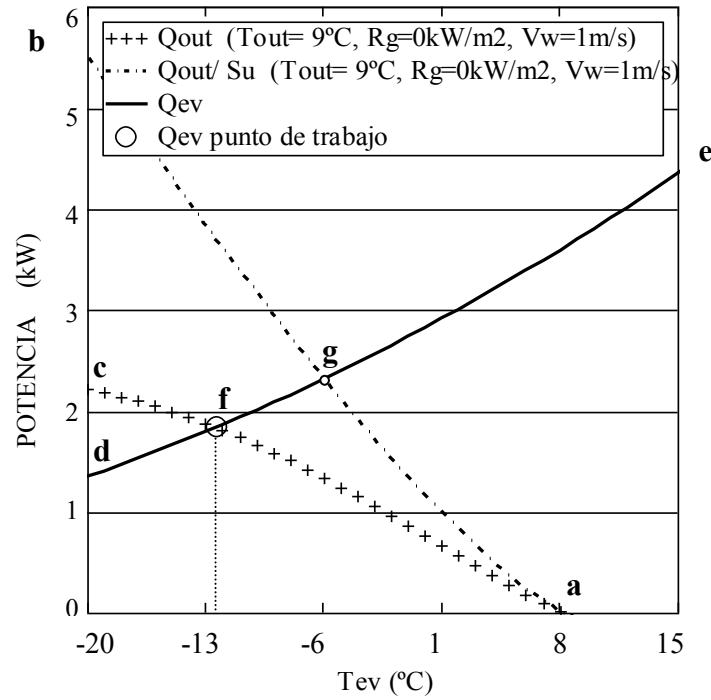 b
6
+++ Qout (Tout= 9ºC, Rg=0kW/m2, Vw=1m/s)
Qout/ Su (Tout= 9ºC, Rg=0kW/m2, Vw=1m/s)
Qev
Qev punto de trabajo
5
e
4
3
g
c
f
2
d
1
a
0
POTENCIA (kW)
-20 -13 -6 1 8 15
Tev (ºC)